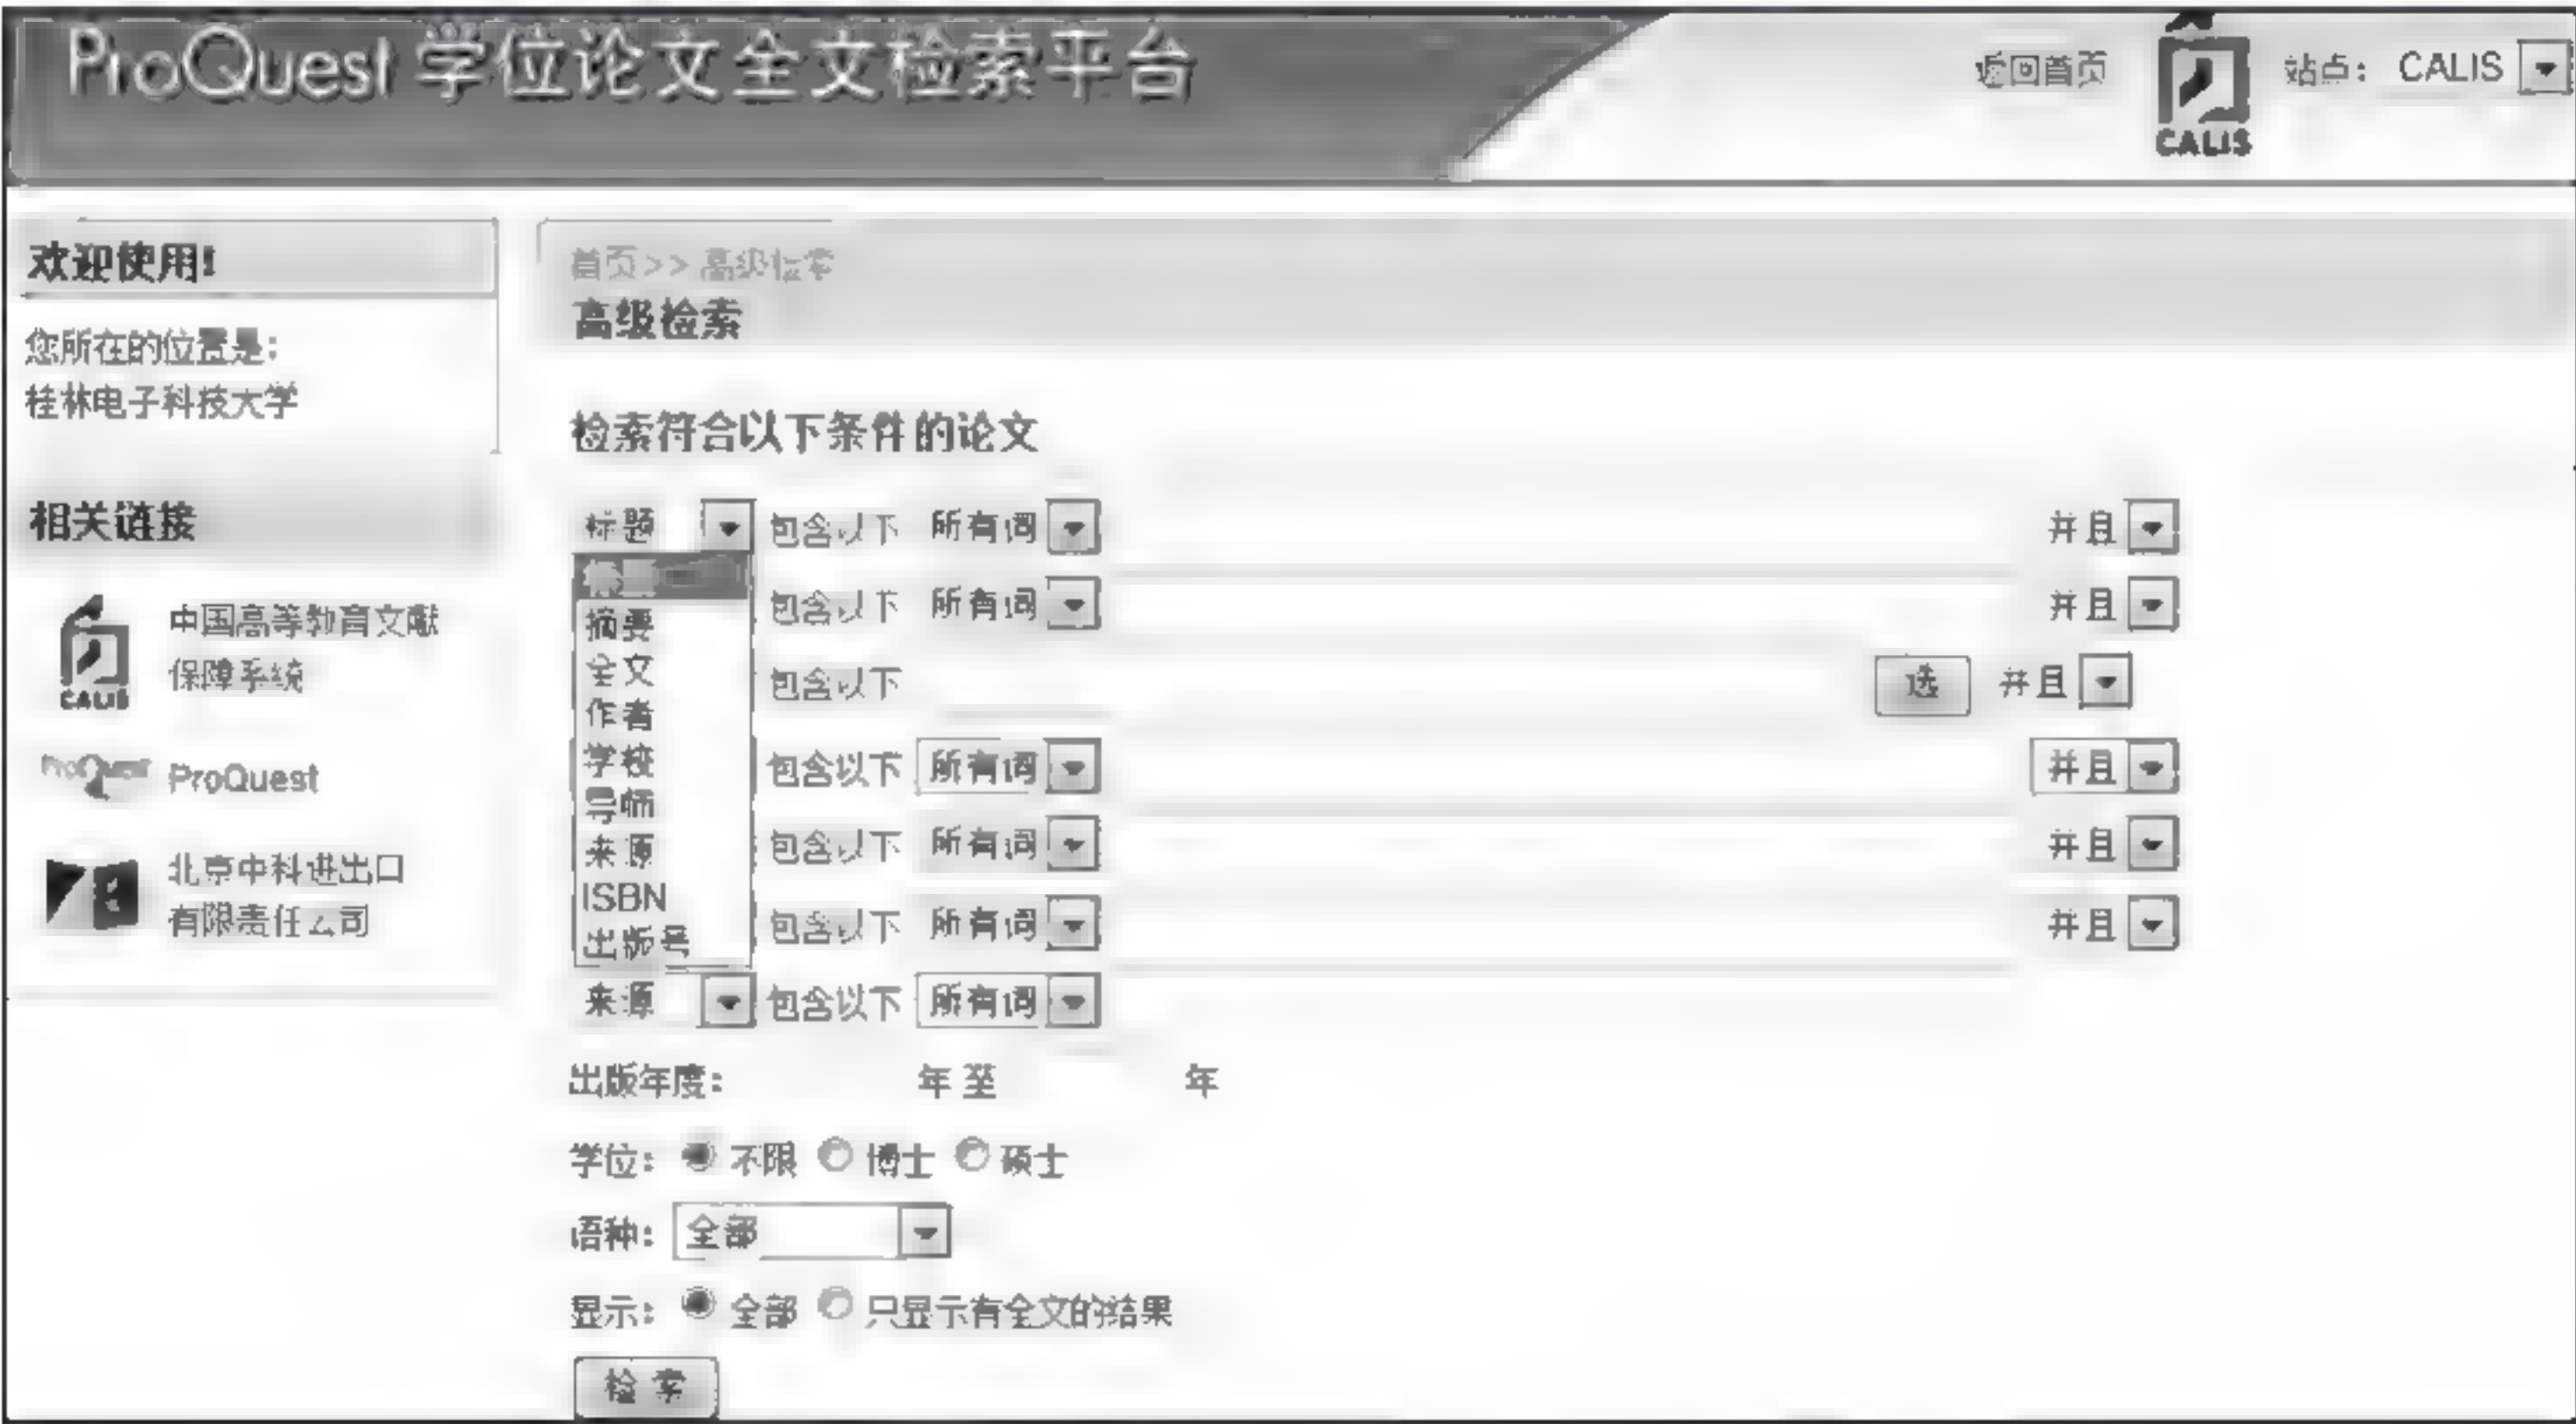 ProQuest 学位论文全文检索平台
返回首页
CALIS
站点： CALIS
欢迎使用!
您所在的位置是：
桂林电子科技大学
相关链接
CALIS
中国高等教育文献
保障系统
ProQuest
ProQuest
北京中科进出口
有限责任公司
首页>> 高级检索
高级检索
检索符合以下条件的论文
标题 包含以下 所有词 并且
标题
包含以下 所有词 并且
摘要
全文
包含以下 选 并且
作者
学校
包含以下 所有词 并且
导师
来源
包含以下 所有词 并且
ISBN
出版号
包含以下 所有词 并且
来源 包含以下 所有词
出版年度： 年 至 年
学位： 不限 博士 硕士
语种： 全部
显示： 全部 只显示有全文的结果
检 索